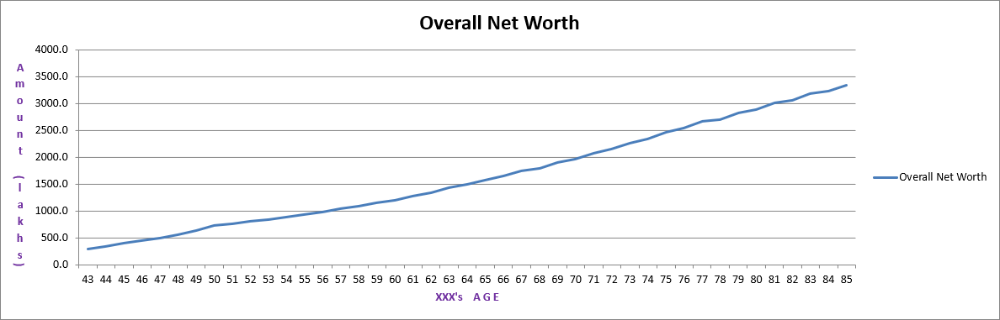 Overall Net Worth
4000.0
3500.0
3000.0
2500.0
2000.0
1500.0
1000.0
500.0
0.0
Amount (lakhs)
43 44 45 46 47 48 49 50 51 52 53 54 55 56 57 58 59 60 61 62 63 64 65 66 67 68 69 70 71 72 73 74 75 76 77 78 79 80 81 82 83 84 85
XXX's A G E
Overall Net Worth